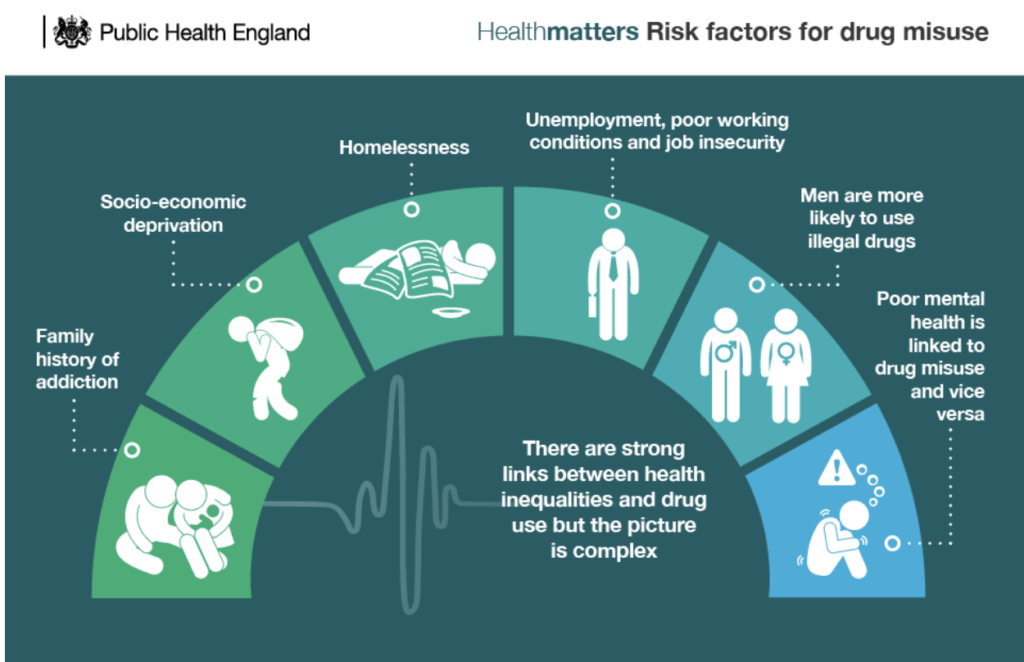 Public Health England
Healthmatters Risk factors for drug misuse
Family
history of
addiction
Socio-economic
deprivation
Homelessness
Unemployment, poor working
conditions and job insecurity
Men are more
likely to use
illegal drugs
Poor mental
health is
linked to
drug misuse
and vice
versa
There are strong
links between health
inequalities and drug
use but the picture
is complex